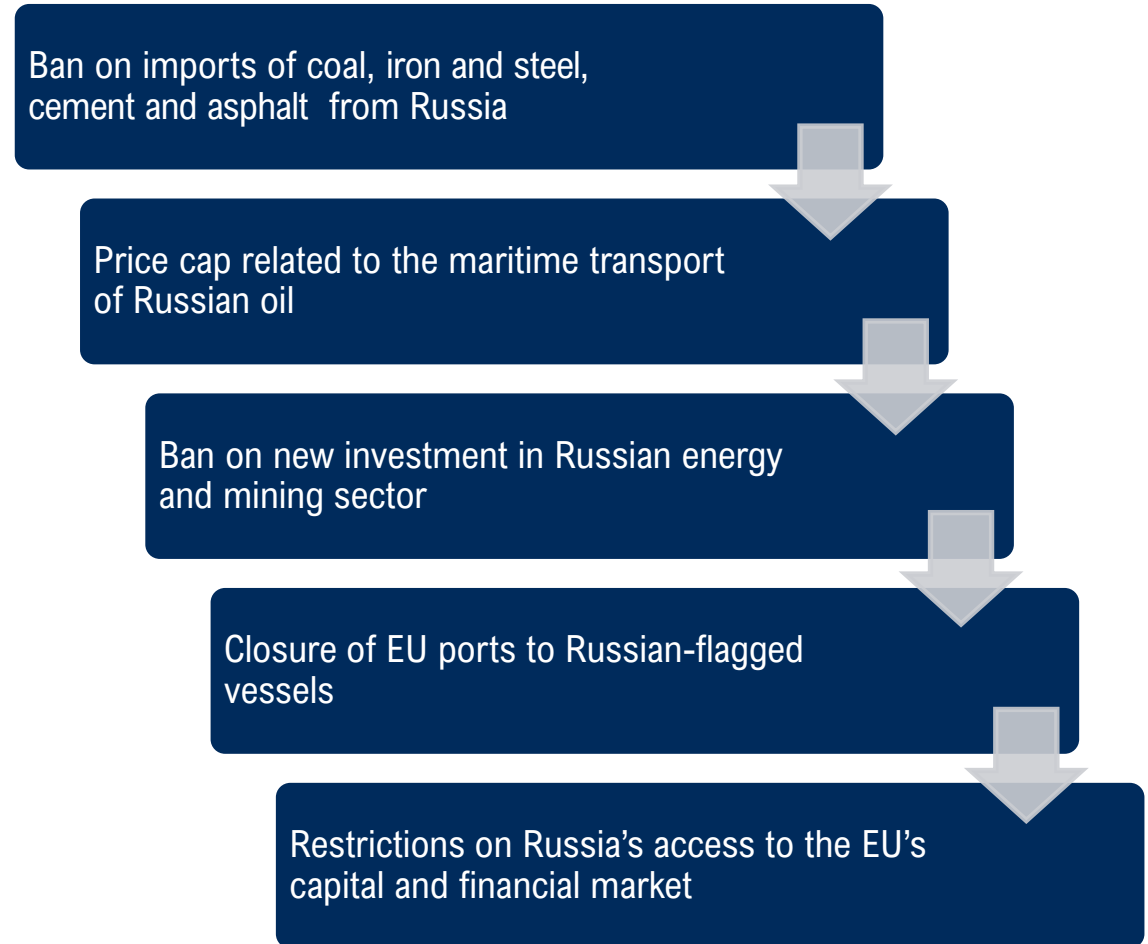 Ban on imports of coal, iron and steel,
cement and asphalt  from Russia
Price cap related to the maritime transport
of Russian oil
Ban on new investment in Russian energy
and mining sector
Closure of EU ports to Russian-flagged
vessels
Restrictions on Russia’s access to the EU’s
capital and financial market